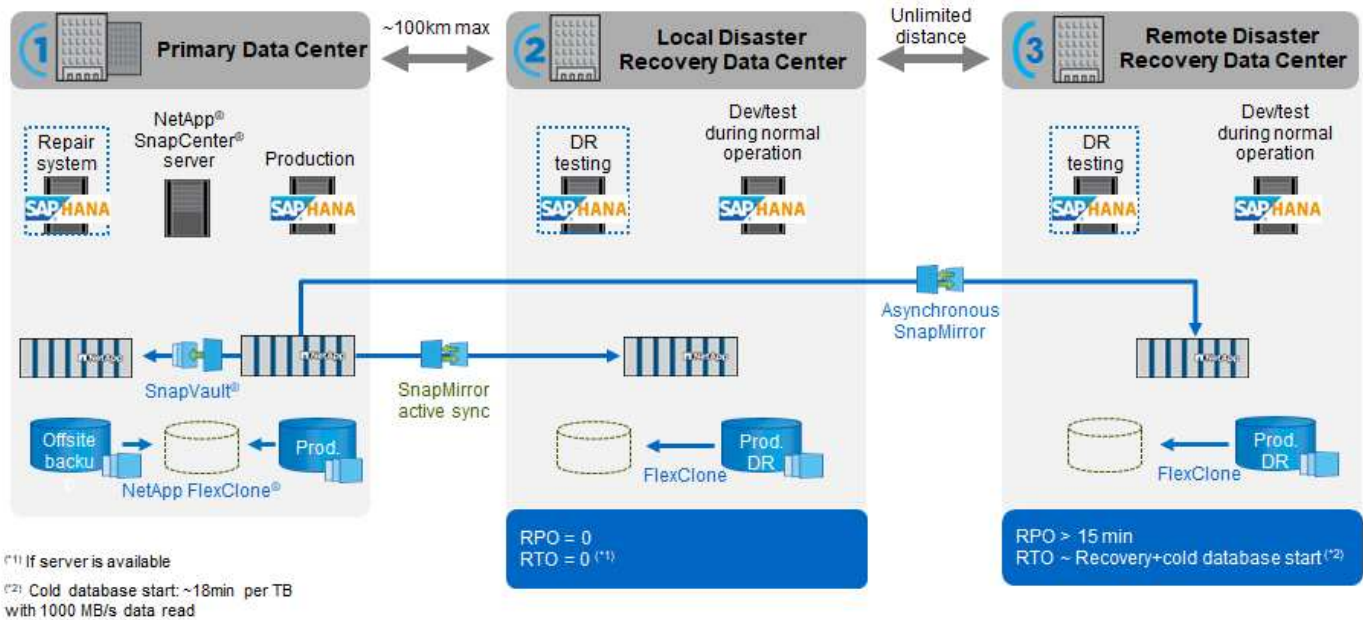 1
Primary Data Center
~100km max
2
Local Disaster
Recovery Data Center
Unlimited
distance
3
Remote Disaster
Recovery Data Center
Repair
system
SAP HANA
NetApp®
SnapCenter®
server
Production
SAP HANA
DR
testing
SAP HANA
Dev/test
during normal
operation
SAP HANA
DR
testing
SAP HANA
Dev/test
during normal
operation
SAP HANA
NetApp
SnapVault®
NetApp
SnapMirror
active sync
NetApp
Asynchronous
SnapMirror
NetApp
Offsite
backu
Prod.
NetApp FlexClone®
FlexClone
Prod.
DR
FlexClone
Prod.
DR
RPO = 0
RTO = 0 (*1)
RPO > 15 min
RTO ~ Recovery+cold database start (*2)
(*1) If server is available
(*2) Cold database start: ~18min per TB
with 1000 MB/s data read